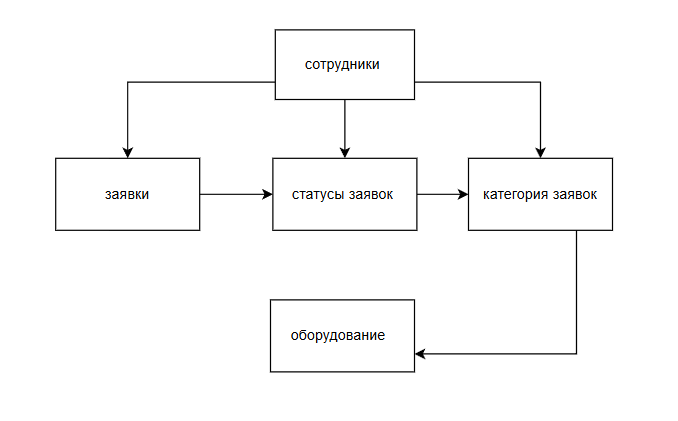 сотрудники
заявки
статусы заявок
категория заявок
оборудование